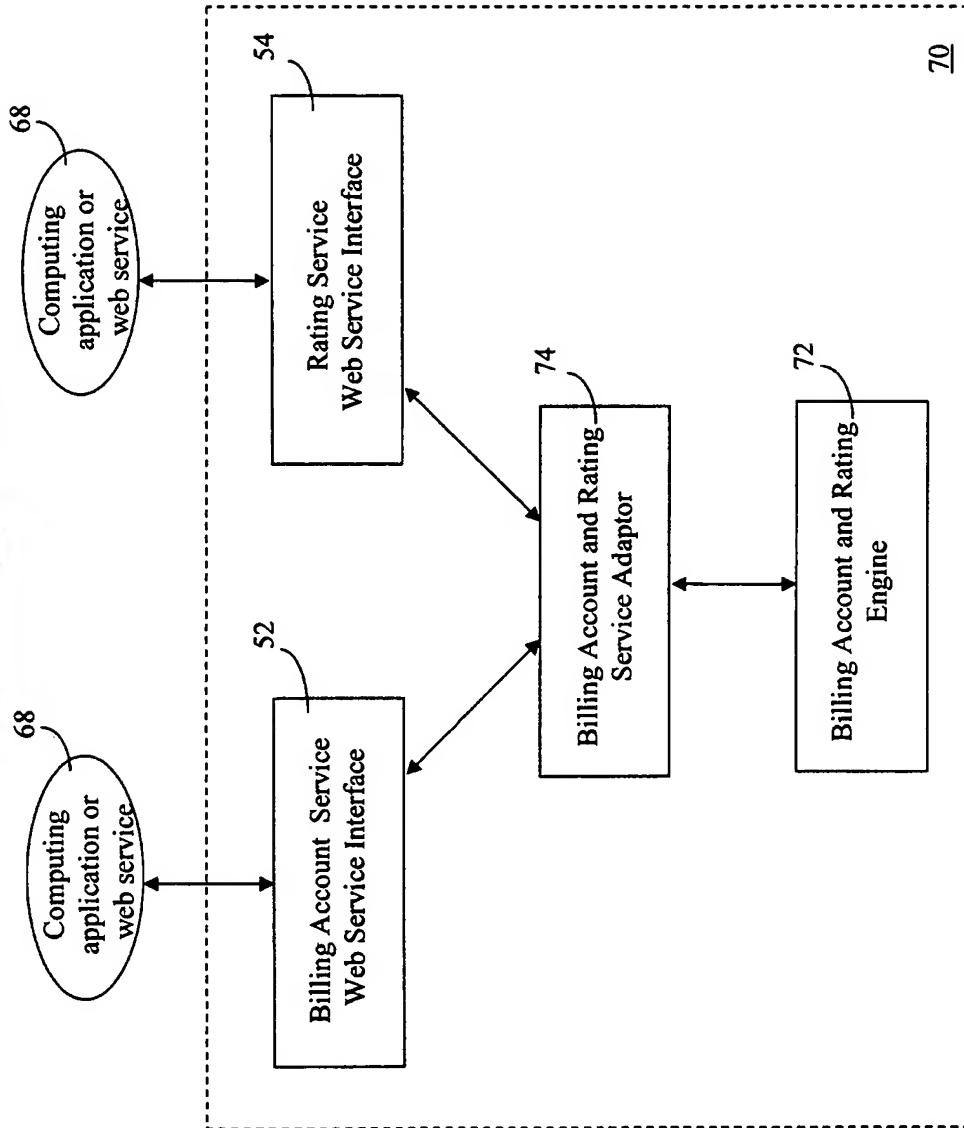 68
Computing
application or
web service
68
Computing
application or
web service
52
Billing Account Service
Web Service Interface
54
Rating Service
Web Service Interface
74
Billing Account and Rating
Service Adaptor
72
Billing Account and Rating
Engine
70